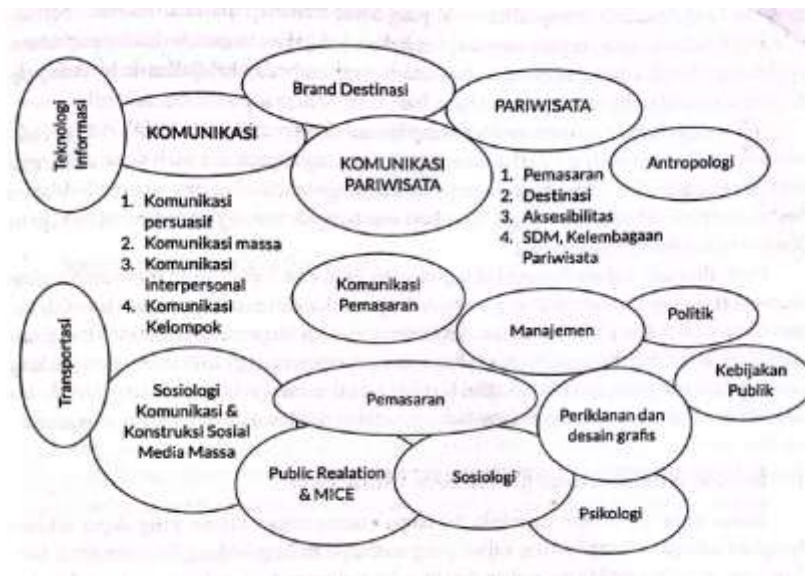 Teknologi
Informasi
KOMUNIKASI
Brand Destinasi
PARIWISATA
KOMUNIKASI
PARIWISATA
Antropologi
1. Komunikasi
persuasif
2. Komunikasi massa
3. Komunikasi
Interpersonal
4. Komunikasi
Kelompok
1. Pemasaran
2. Destinasi
3. Aksesibilitas
4. SDM, Kelembagaan
Pariwisata
Transportasi
Komunikasi
Pemasaran
Manajemen
Politik
Kebijakan
Publik
Sosiologi
Komunikasi &
Konstruksi Sosial
Media Massa
Pemasaran
Periklanan dan
desain grafis
Public Realation
& MICE
Sosiologi
Psikologi